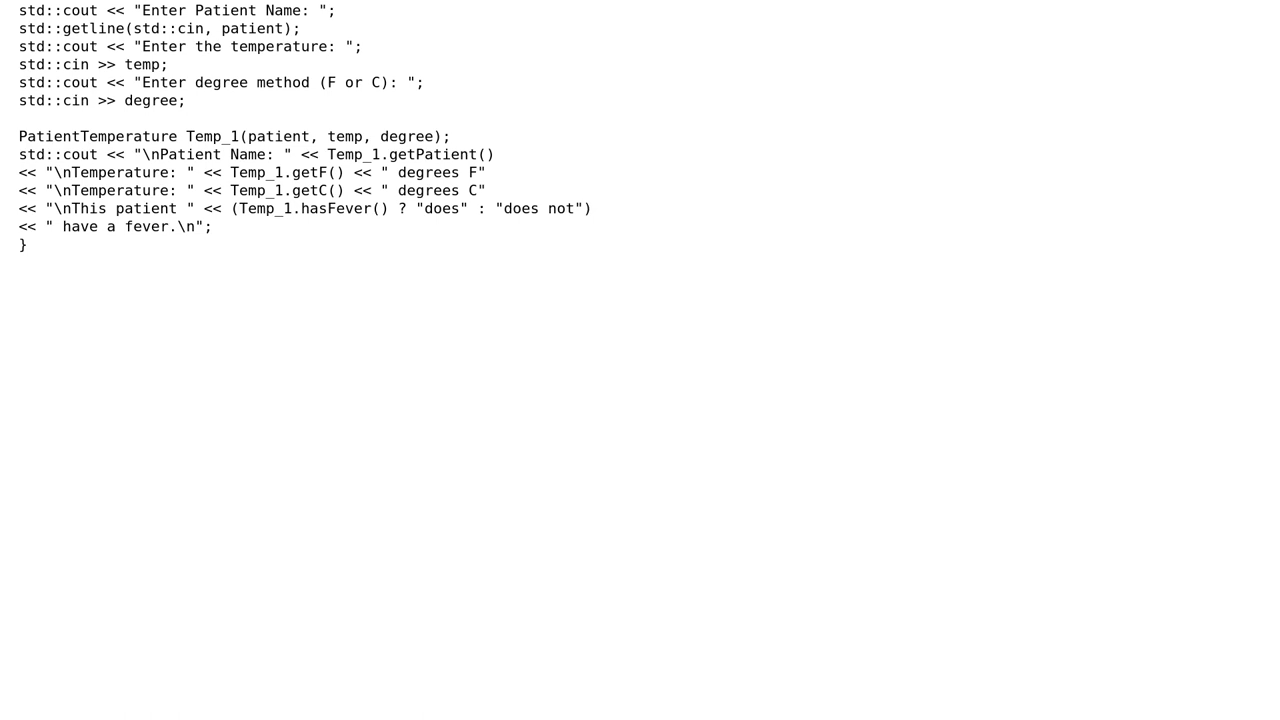 std::cout << "Enter Patient Name: ";
std::getline(std::cin, patient);
std::cout << "Enter the temperature: ";
std::cin >> temp;
std::cout << "Enter degree method (F or C): ";
std::cin >> degree;

PatientTemperature Temp_1(patient, temp, degree);
std::cout << "\nPatient Name: " << Temp_1.getPatient()
<< "\nTemperature: " << Temp_1.getF() << " degrees F"
<< "\nTemperature: " << Temp_1.getC() << " degrees C"
<< "\nThis patient " << (Temp_1.hasFever() ? "does" : "does not")
<< " have a fever.\n";
}